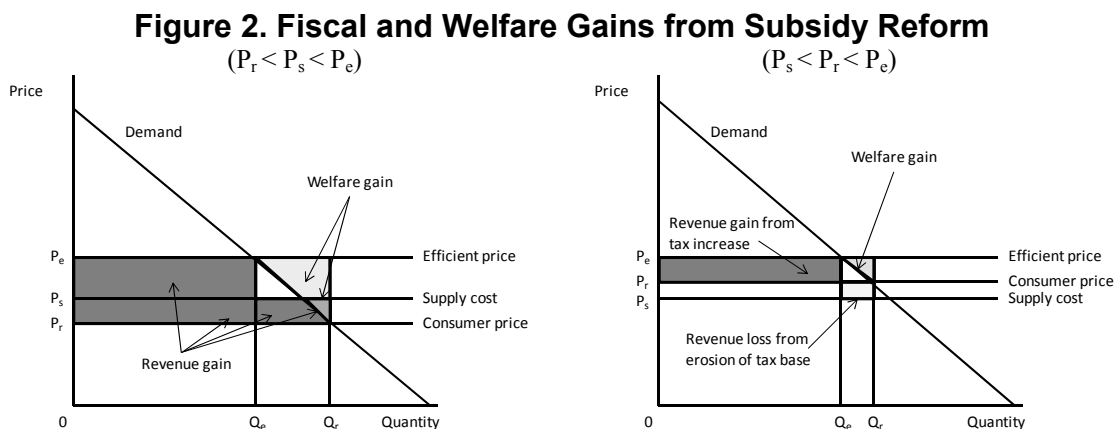 Figure 2. Fiscal and Welfare Gains from Subsidy Reform
(Pr < Ps < Pe)
Price
Demand
Welfare gain
Pe
Efficient price
Ps
Supply cost
Pr
Consumer price
Revenue gain
0
Qe
Qr
Quantity
(Ps < Pr < Pe)
Price
Demand
Welfare gain
Revenue gain from
tax increase
Pe
Efficient price
Pr
Consumer price
Ps
Supply cost
Revenue loss from
erosion of tax base
0
Qe
Qr
Quantity